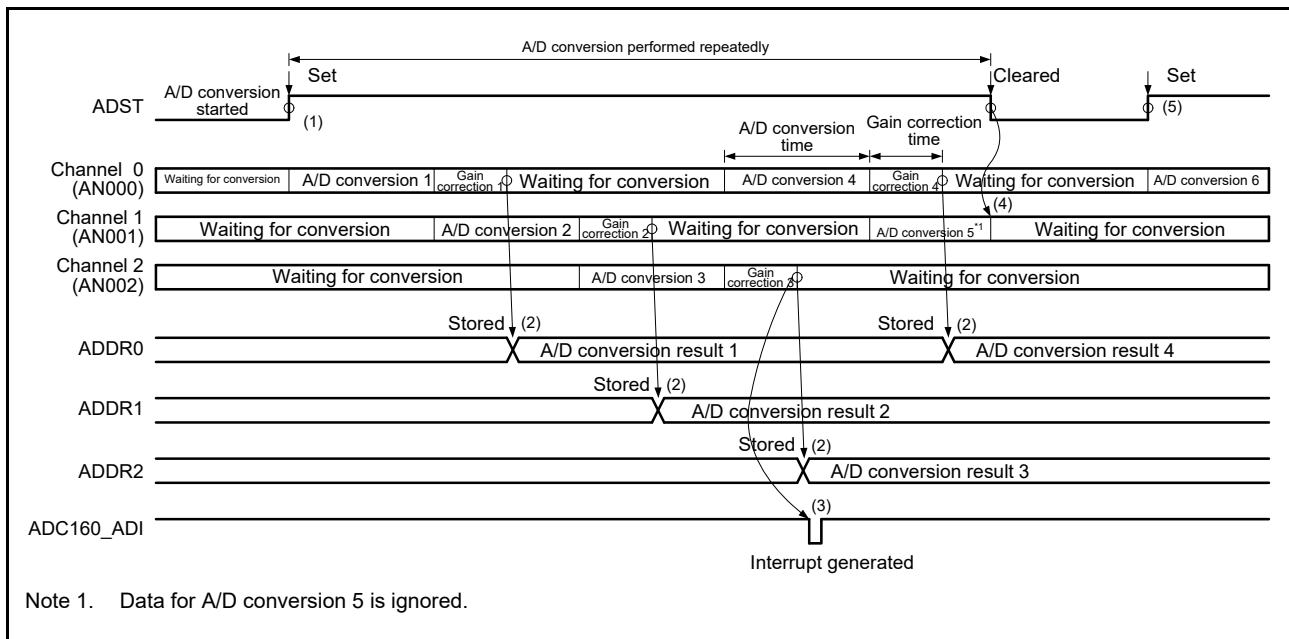 A/D conversion performed repeatedly
Set
Cleared
Set
A/D conversion
started
ADST
(1)
(5)
A/D conversion
time
Gain correction
time
Channel 0
(AN000)
Waiting for conversion
A/D conversion 1
Gain
correction 1
Waiting for conversion
A/D conversion 4
Gain
correction 4
Waiting for conversion
A/D conversion 6
(4)
Channel 1
(AN001)
Waiting for conversion
A/D conversion 2
Gain
correction 2
Waiting for conversion
A/D conversion 5*1
Waiting for conversion
Channel 2
(AN002)
Waiting for conversion
A/D conversion 3
Gain
correction 3
Waiting for conversion
Stored
(2)
Stored
(2)
ADDR0
A/D conversion result 1
A/D conversion result 4
Stored
(2)
ADDR1
A/D conversion result 2
Stored
(2)
ADDR2
A/D conversion result 3
(3)
ADC160_ADI
Interrupt generated
Note 1. Data for A/D conversion 5 is ignored.